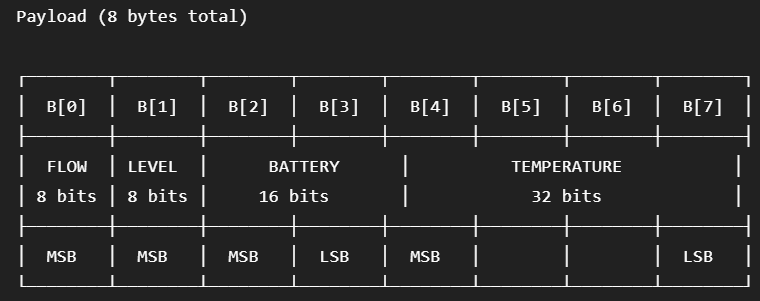 Payload (8 bytes total)
B[0] B[1] B[2] B[3] B[4] B[5] B[6] B[7]
FLOW LEVEL BATTERY TEMPERATURE
8 bits 8 bits 16 bits 32 bits
MSB MSB MSB LSB MSB LSB